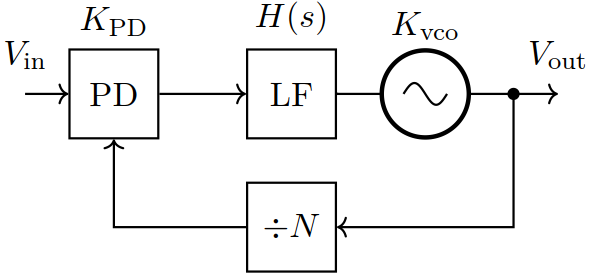 K_PD
H(s)
K_vco
V_in
V_out
PD
LF
÷N